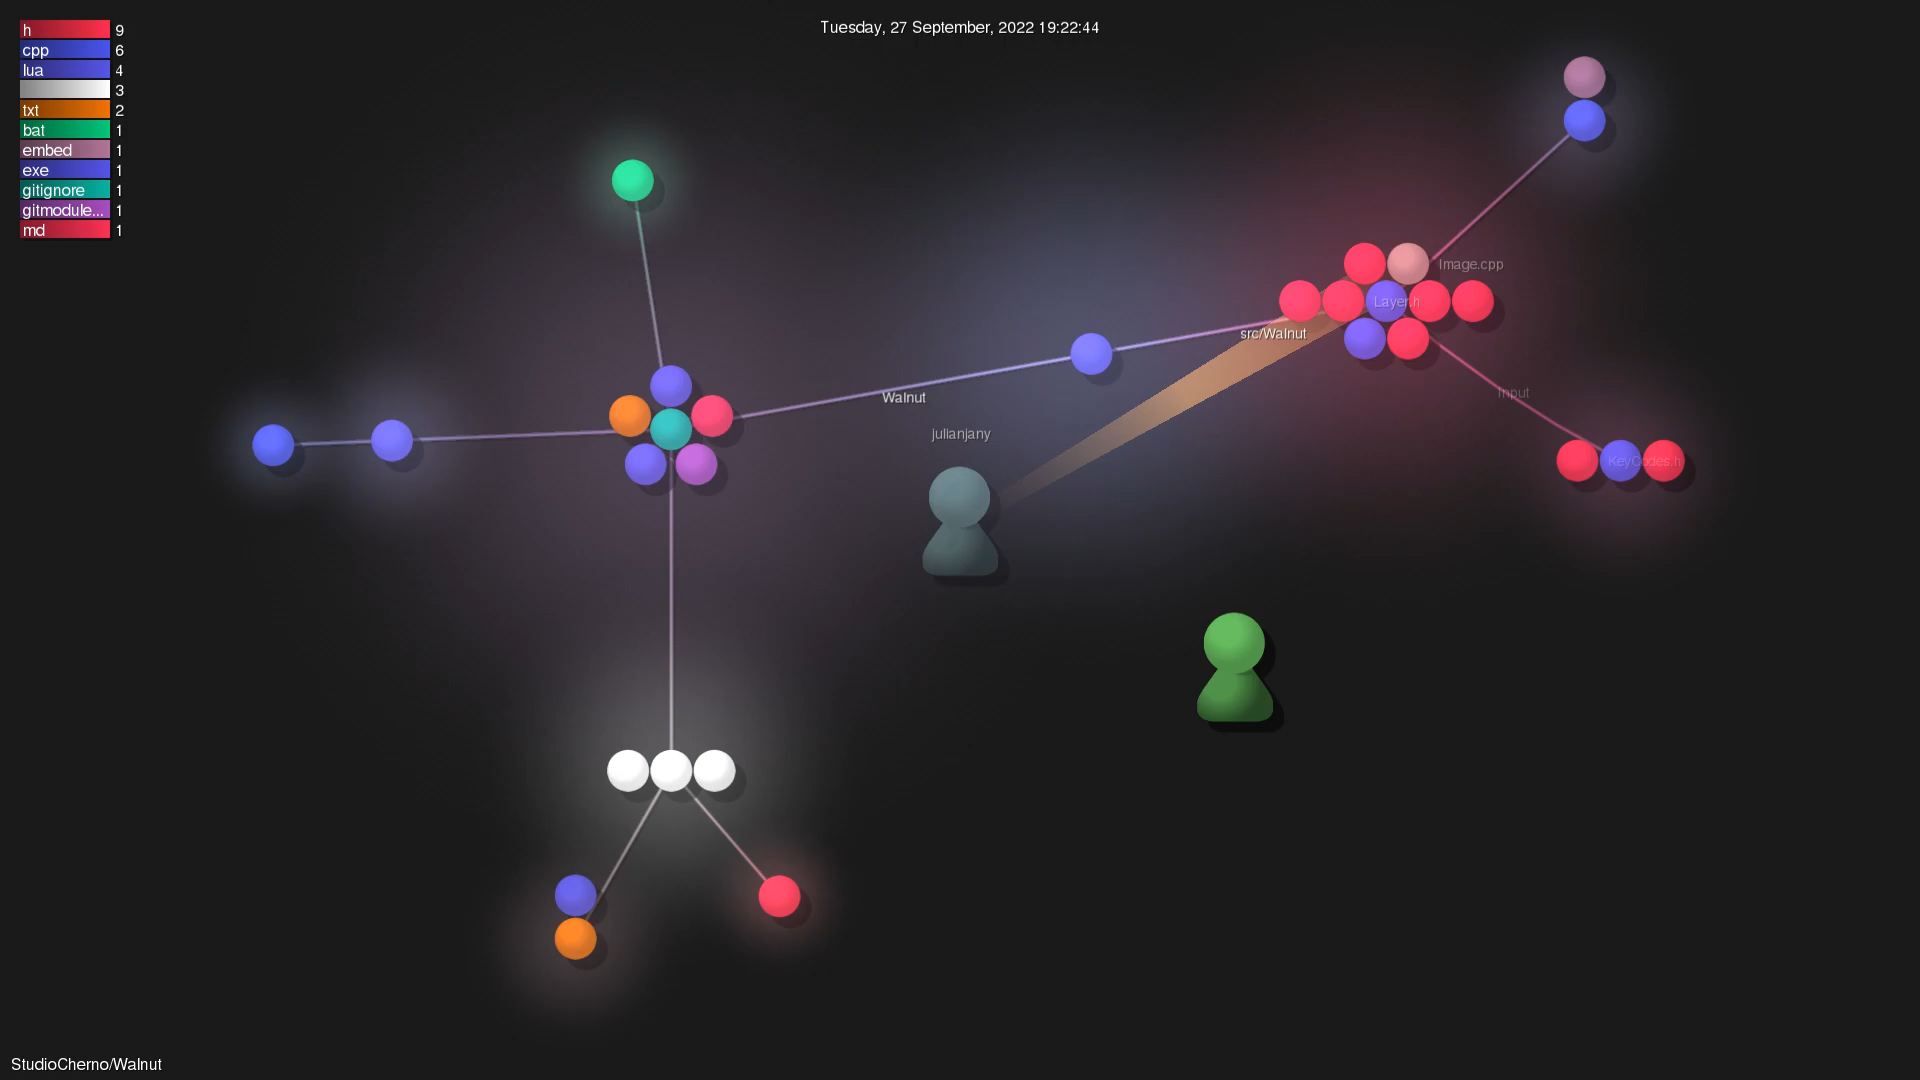 Tuesday, 27 September, 2022 19:22:44
h 9
cpp 6
lua 4
3
txt 2
bat 1
embed 1
exe 1
gitignore 1
gitmodule... 1
md 1
Image.cpp
Layer.h
src/Walnut
Walnut
Input
julianjany
KeyCodes.h
StudioCherno/Walnut